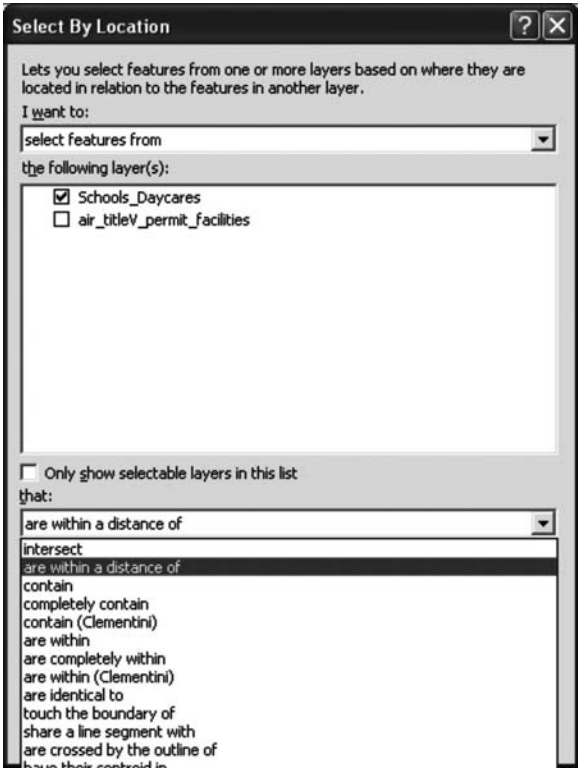 Select By Location
Lets you select features from one or more layers based on where they are
located in relation to the features in another layer.
I want to:
select features from
the following layer(s):
Schools_Daycares
air_titleV_permit_facilities
Only show selectable layers in this list
that:
are within a distance of
intersect
are within a distance of
contain
completely contain
contain (Clementini)
are within
are completely within
are within (Clementini)
are identical to
touch the boundary of
share a line segment with
are crossed by the outline of
have their centroid in